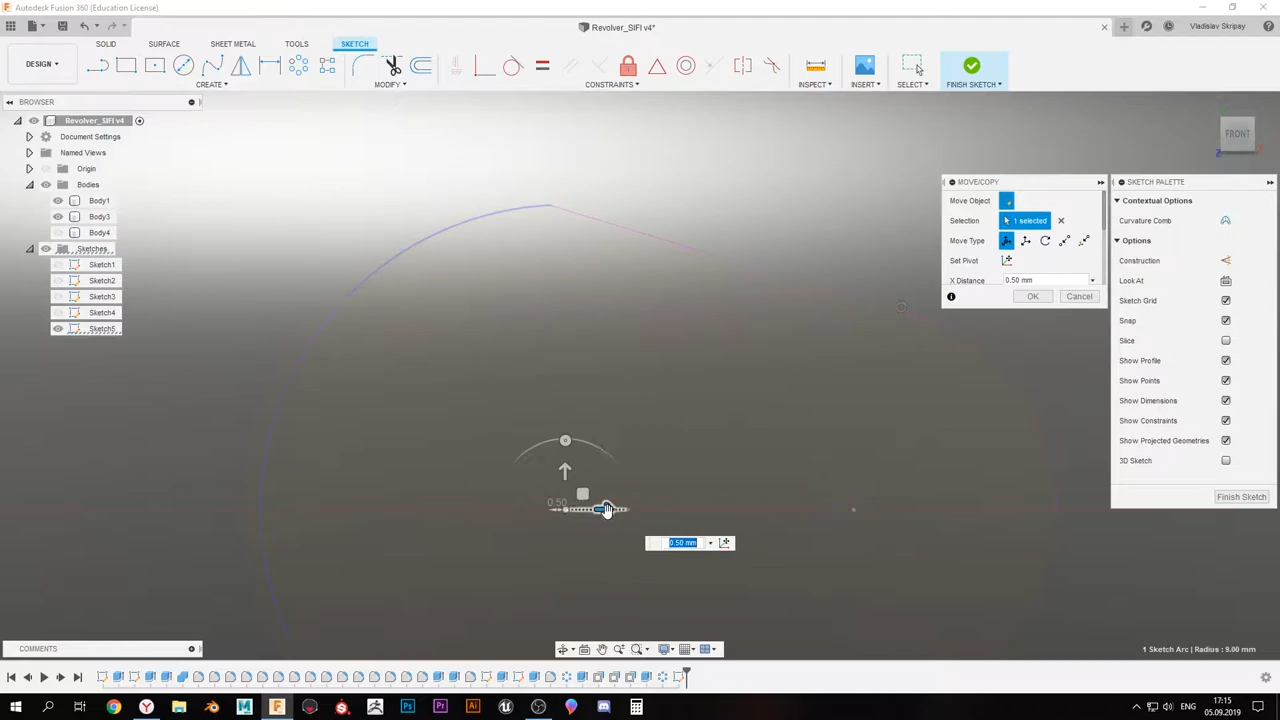 Autodesk Fusion 360 (Education License)
Revolver_SIFI v4*
Vladislav Skripay
SOLID SURFACE SHEET METAL TOOLS SKETCH
DESIGN
CREATE MODIFY CONSTRAINTS INSPECT INSERT SELECT FINISH SKETCH
BROWSER
Revolver_SIFI v4
Document Settings
Named Views
Origin
Bodies
Body1
Body3
Body4
Sketches
Sketch1
Sketch2
Sketch3
Sketch4
Sketch5
FRONT
Z
MOVE/COPY
Move Object
Selection 1 selected
Move Type
Set Pivot
X Distance 0.50 mm
OK Cancel
SKETCH PALETTE
Contextual Options
Curvature Comb
Options
Construction
Look At
Sketch Grid
Snap
Slice
Show Profile
Show Points
Show Dimensions
Show Constraints
Show Projected Geometries
3D Sketch
Finish Sketch
0.50
0.50 mm
COMMENTS
1 Sketch Arc | Radius : 9.00 mm
ENG
17:15
05.09.2019